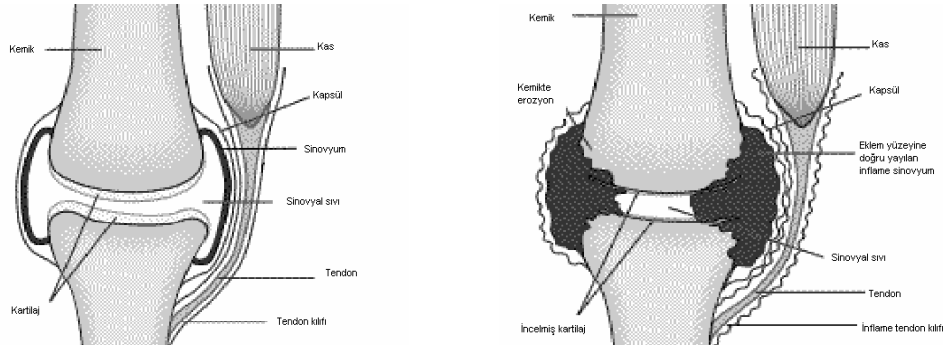 Kemik
Kas
Kapsül
Sinovyum
Sinovyal sıvı
Tendon
Kartilaj
Tendon kılıfı
Kemik
Kas
Kemikte
erozyon
Kapsül
Eklem yüzeyine
doğru yayılan
inflame sinovyum
Sinovyal sıvı
Tendon
İncelmiş kartilaj
İnflame tendon kılıfı